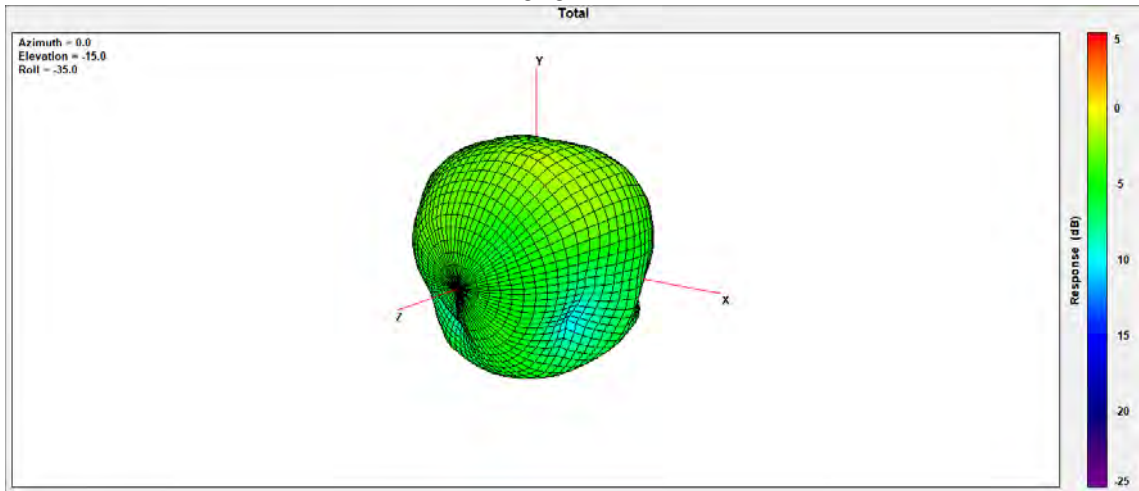 Total
Azimuth = 0.0
Elevation = -15.0
Roll = -35.0
Y
X
Z
5
0
5
10
15
-20
-25
Response (dB)